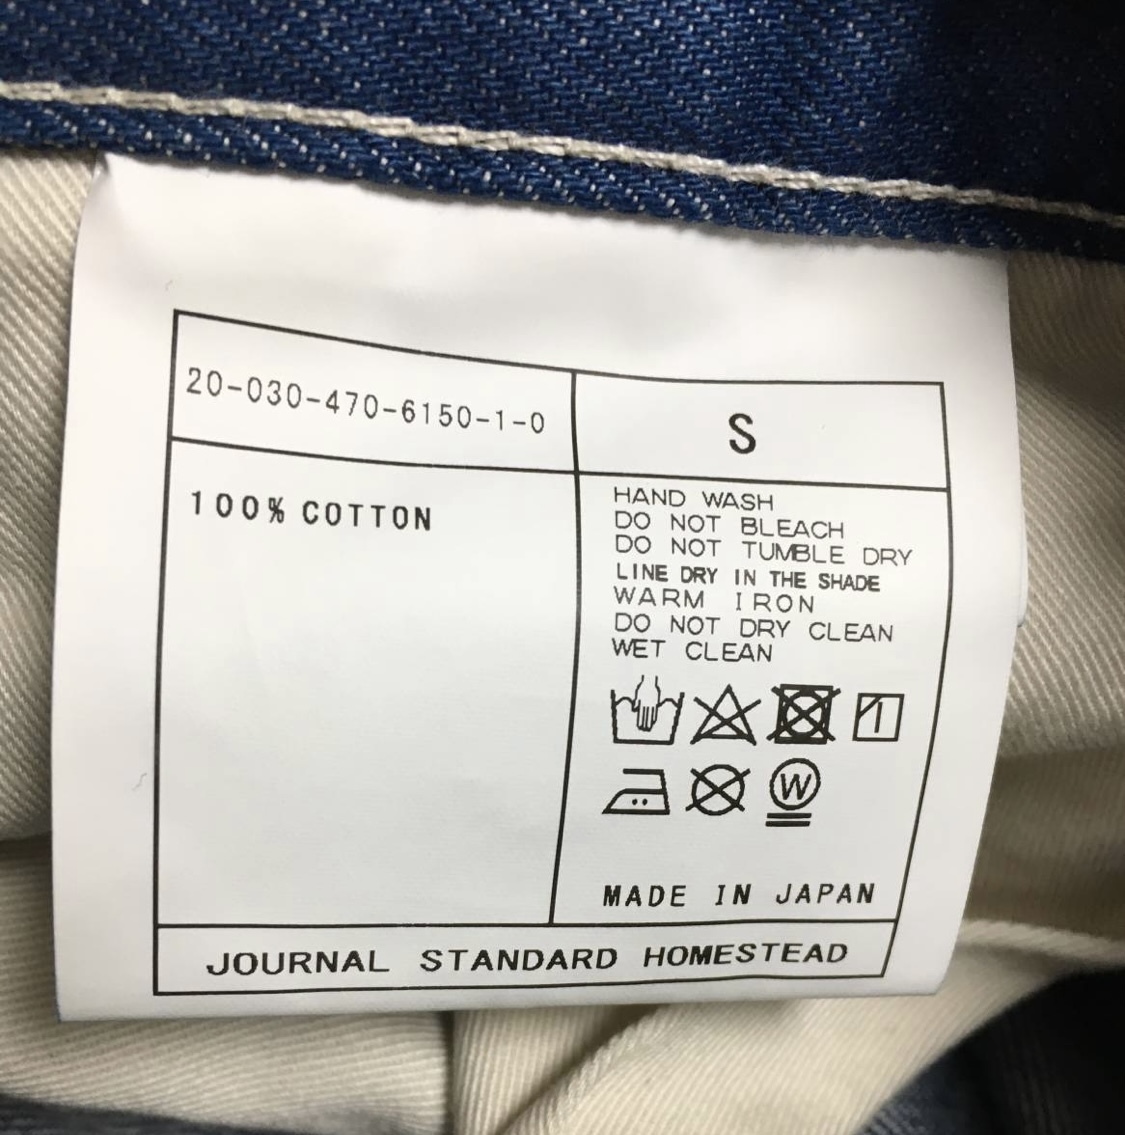 20-030-470-6150-1-0
S
100% COTTON
HAND WASH
DO NOT BLEACH
DO NOT TUMBLE DRY
LINE DRY IN THE SHADE
WARM IRON
DO NOT DRY CLEAN
WET CLEAN
W
MADE IN JAPAN
JOURNAL STANDARD HOMESTEAD